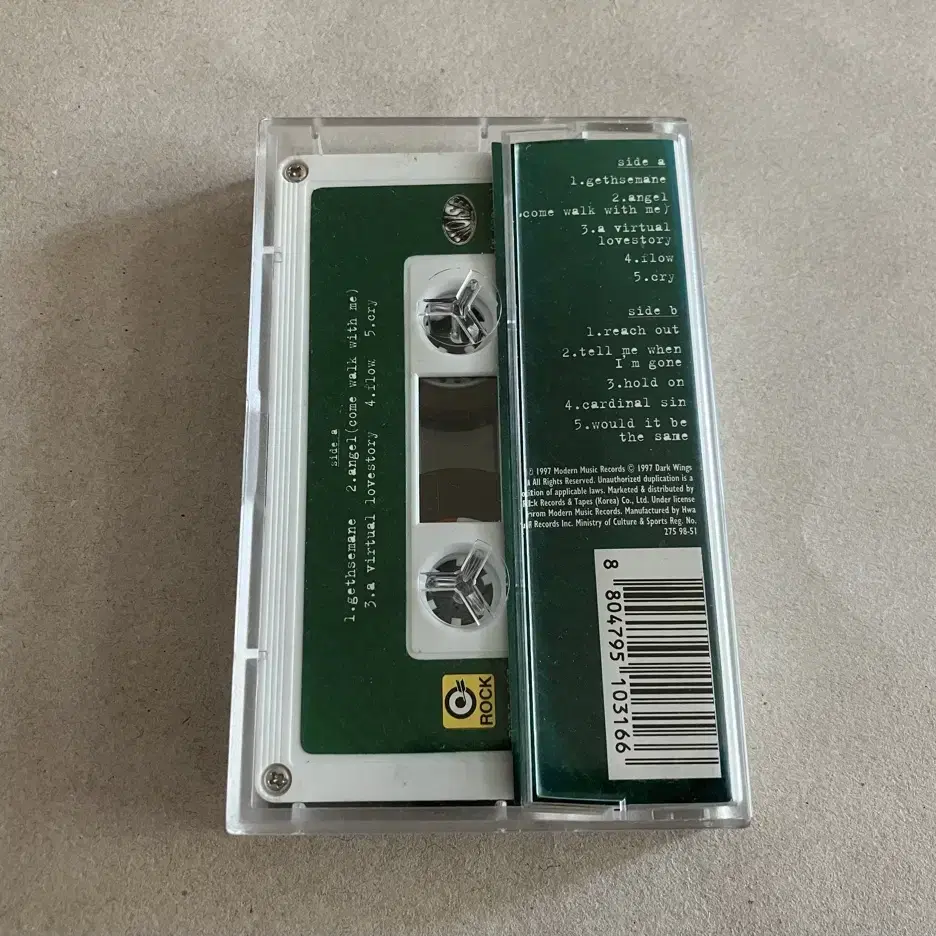 side a
1.gethsemane
2.angel
come walk with me)
3.a virtual
lovestory
4.flow
5.cry
side b
1.reach out
2.tell me when
I'm gone
3.hold on
4.cardinal sin
5.would it be
the same
℗ 1997 Modern Music Records © 1997 Dark Wings
All Rights Reserved. Unauthorized duplication is a
of applicable laws. Marketed & distributed by
Records & Tapes (Korea) Co., Ltd. Under license
from Modern Music Records. Manufactured by Hwa
Records Inc. Ministry of Culture & Sports Reg. No.
275 98-51
8 804795 103166
side a
1.gethsemane 2.angel(come walk with me)
3.a virtual lovestory 4.flow 5.cry
ROCK